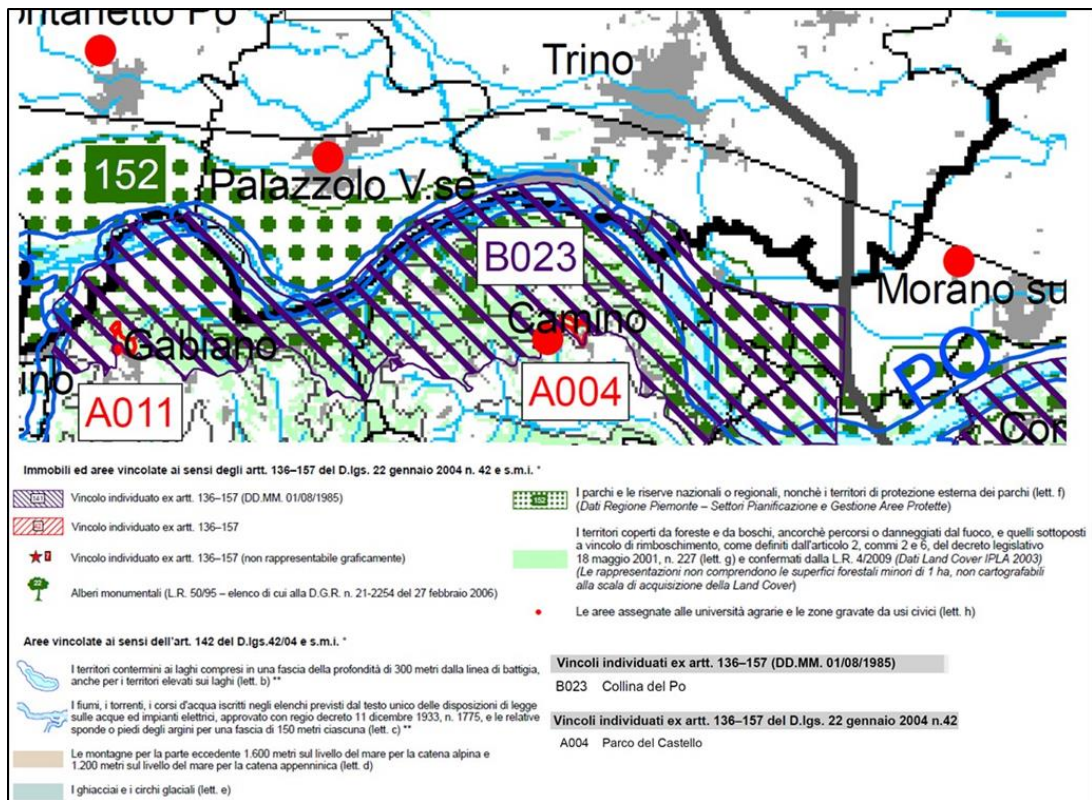 ontanetto Po
Trino
152
Palazzolo V.se
B023
Morano su
Camino
Gabiano
PO
ino
A011
A004
Con
Immobili ed aree vincolate ai sensi degli artt. 136–157 del D.lgs. 22 gennaio 2004 n. 42 e s.m.i. *
Vincolo individuato ex artt. 136–157 (DD.MM. 01/08/1985)
Vincolo individuato ex artt. 136–157
Vincolo individuato ex artt. 136–157 (non rappresentabile graficamente)
22
Alberi monumentali (L.R. 50/95 – elenco di cui alla D.G.R. n. 21-2254 del 27 febbraio 2006)
152
I parchi e le riserve nazionali o regionali, nonchè i territori di protezione esterna dei parchi (lett. f)
(Dati Regione Piemonte – Settori Pianificazione e Gestione Aree Protette)
I territori coperti da foreste e da boschi, ancorchè percorsi o danneggiati dal fuoco, e quelli sottoposti
a vincolo di rimboschimento, come definiti dall'articolo 2, commi 2 e 6, del decreto legislativo
18 maggio 2001, n. 227 (lett. g) e confermati dalla L.R. 4/2009 (Dati Land Cover IPLA 2003)
(Le rappresentazioni non comprendono le superfici forestali minori di 1 ha, non cartografabili
alla scala di acquisizione della Land Cover)
Le aree assegnate alle università agrarie e le zone gravate da usi civici (lett. h)
Aree vincolate ai sensi dell'art. 142 del D.lgs.42/04 e s.m.i. *
I territori contermini ai laghi compresi in una fascia della profondità di 300 metri dalla linea di battigia,
anche per i territori elevati sui laghi (lett. b) **
I fiumi, i torrenti, i corsi d'acqua iscritti negli elenchi previsti dal testo unico delle disposizioni di legge
sulle acque ed impianti elettrici, approvato con regio decreto 11 dicembre 1933, n. 1775, e le relative
sponde o piedi degli argini per una fascia di 150 metri ciascuna (lett. c) **
Le montagne per la parte eccedente 1.600 metri sul livello del mare per la catena alpina e
1.200 metri sul livello del mare per la catena appenninica (lett. d)
I ghiacciai e i circhi glaciali (lett. e)
Vincoli individuati ex artt. 136–157 (DD.MM. 01/08/1985)
B023 Collina del Po
Vincoli individuati ex artt. 136–157 del D.lgs. 22 gennaio 2004 n.42
A004 Parco del Castello